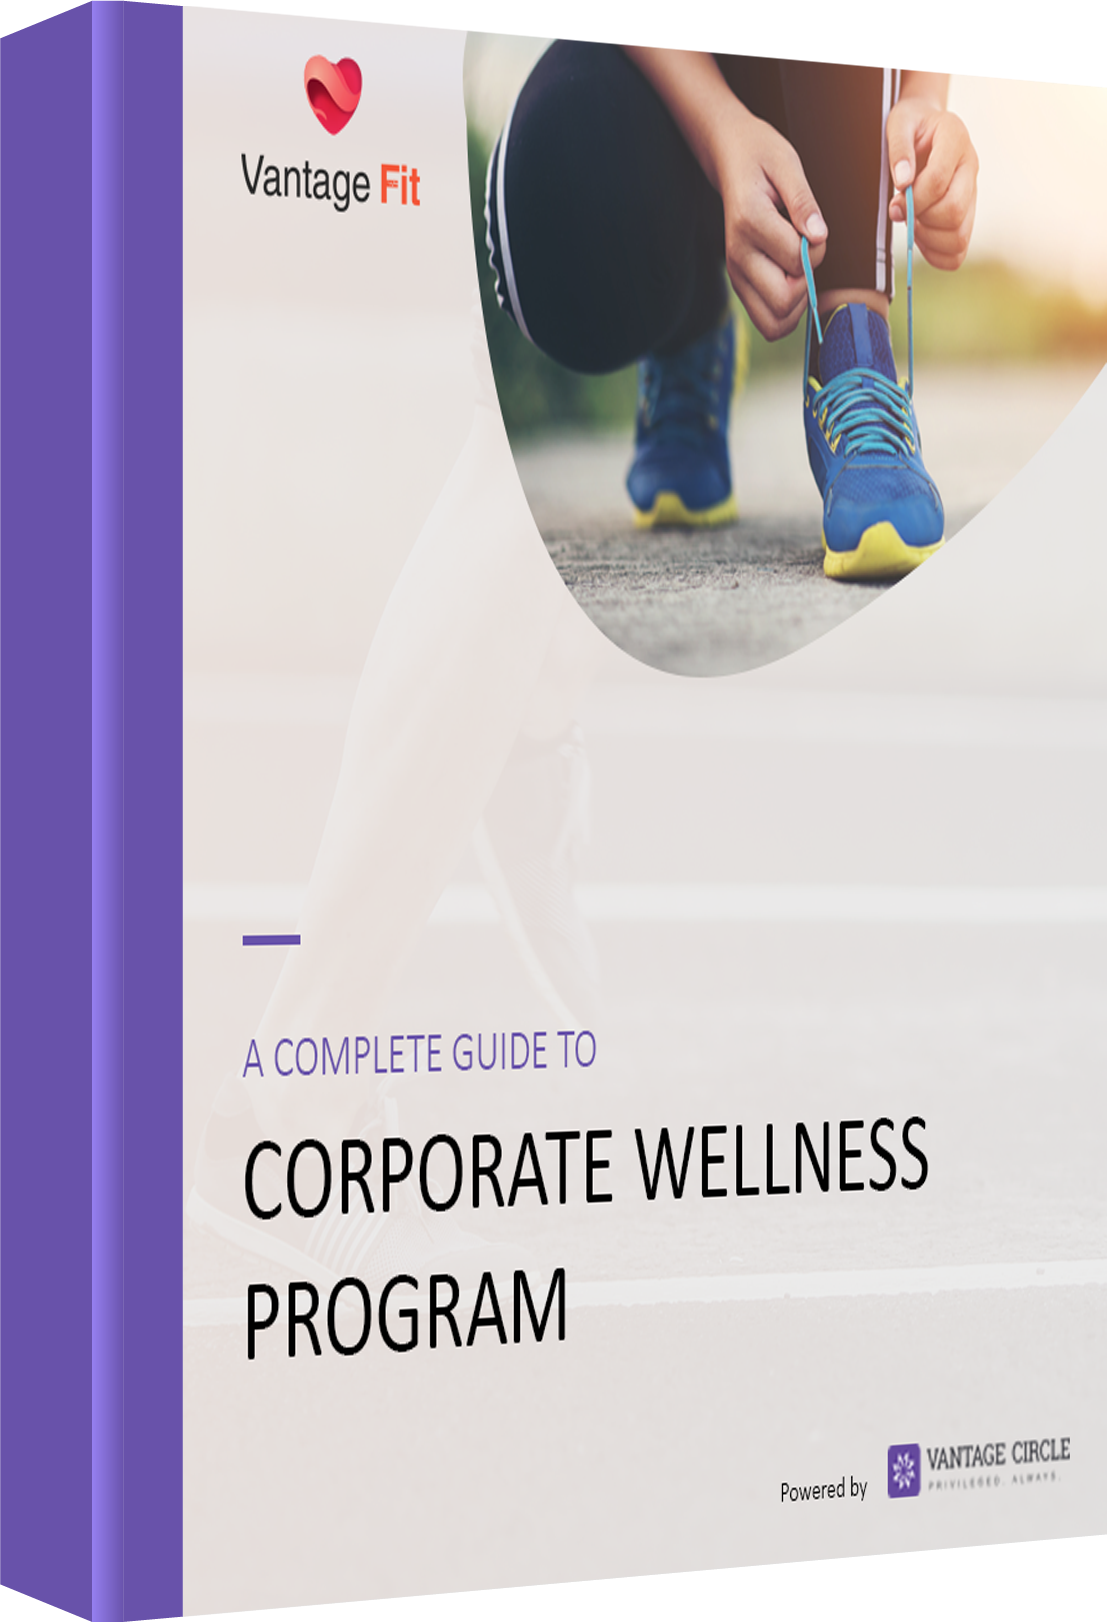 Vantage Fit
A COMPLETE GUIDE TO
CORPORATE WELLNESS
PROGRAM
Powered by
VANTAGE CIRCLE
PRIVILEGED. ALWAYS.